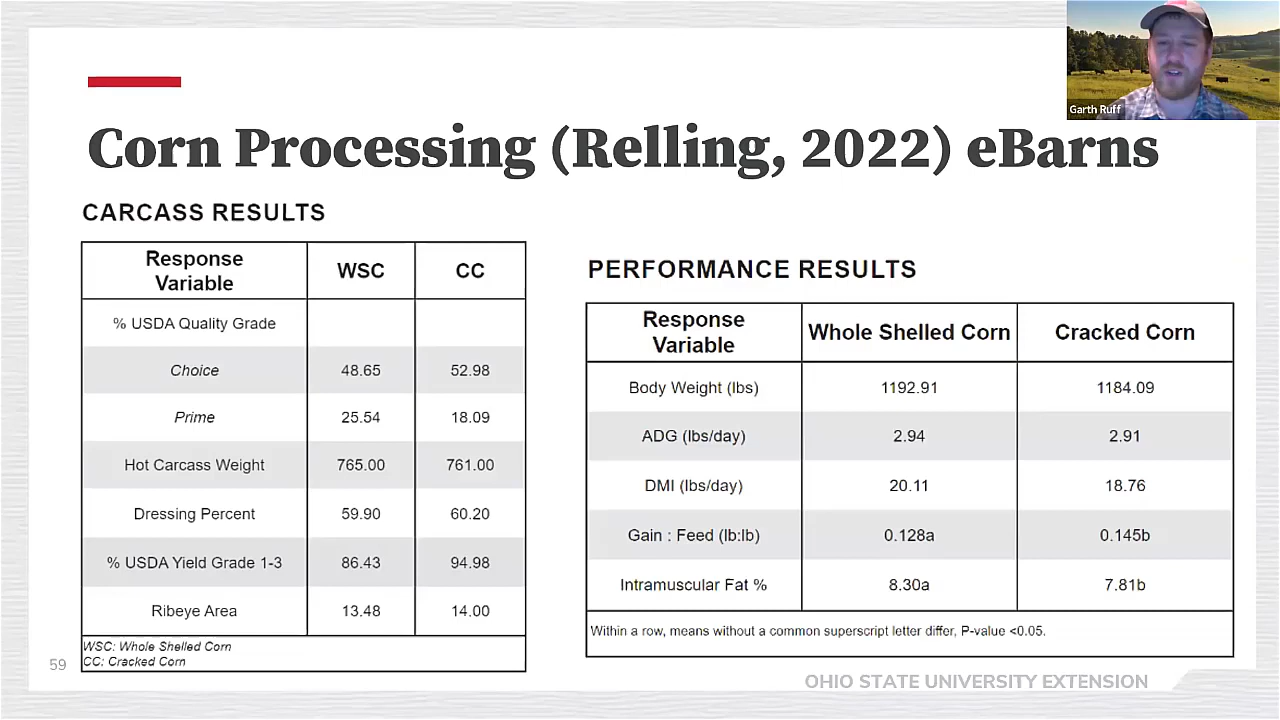 Garth Ruff
Corn Processing (Relling, 2022) eBarns
CARCASS RESULTS
Response Variable WSC CC
% USDA Quality Grade
Choice 48.65 52.98
Prime 25.54 18.09
Hot Carcass Weight 765.00 761.00
Dressing Percent 59.90 60.20
% USDA Yield Grade 1-3 86.43 94.98
Ribeye Area 13.48 14.00
WSC: Whole Shelled Corn
CC: Cracked Corn
PERFORMANCE RESULTS
Response Variable Whole Shelled Corn Cracked Corn
Body Weight (lbs) 1192.91 1184.09
ADG (lbs/day) 2.94 2.91
DMI (lbs/day) 20.11 18.76
Gain : Feed (lb:lb) 0.128a 0.145b
Intramuscular Fat % 8.30a 7.81b
Within a row, means without a common superscript letter differ, P-value <0.05.
59
OHIO STATE UNIVERSITY EXTENSION